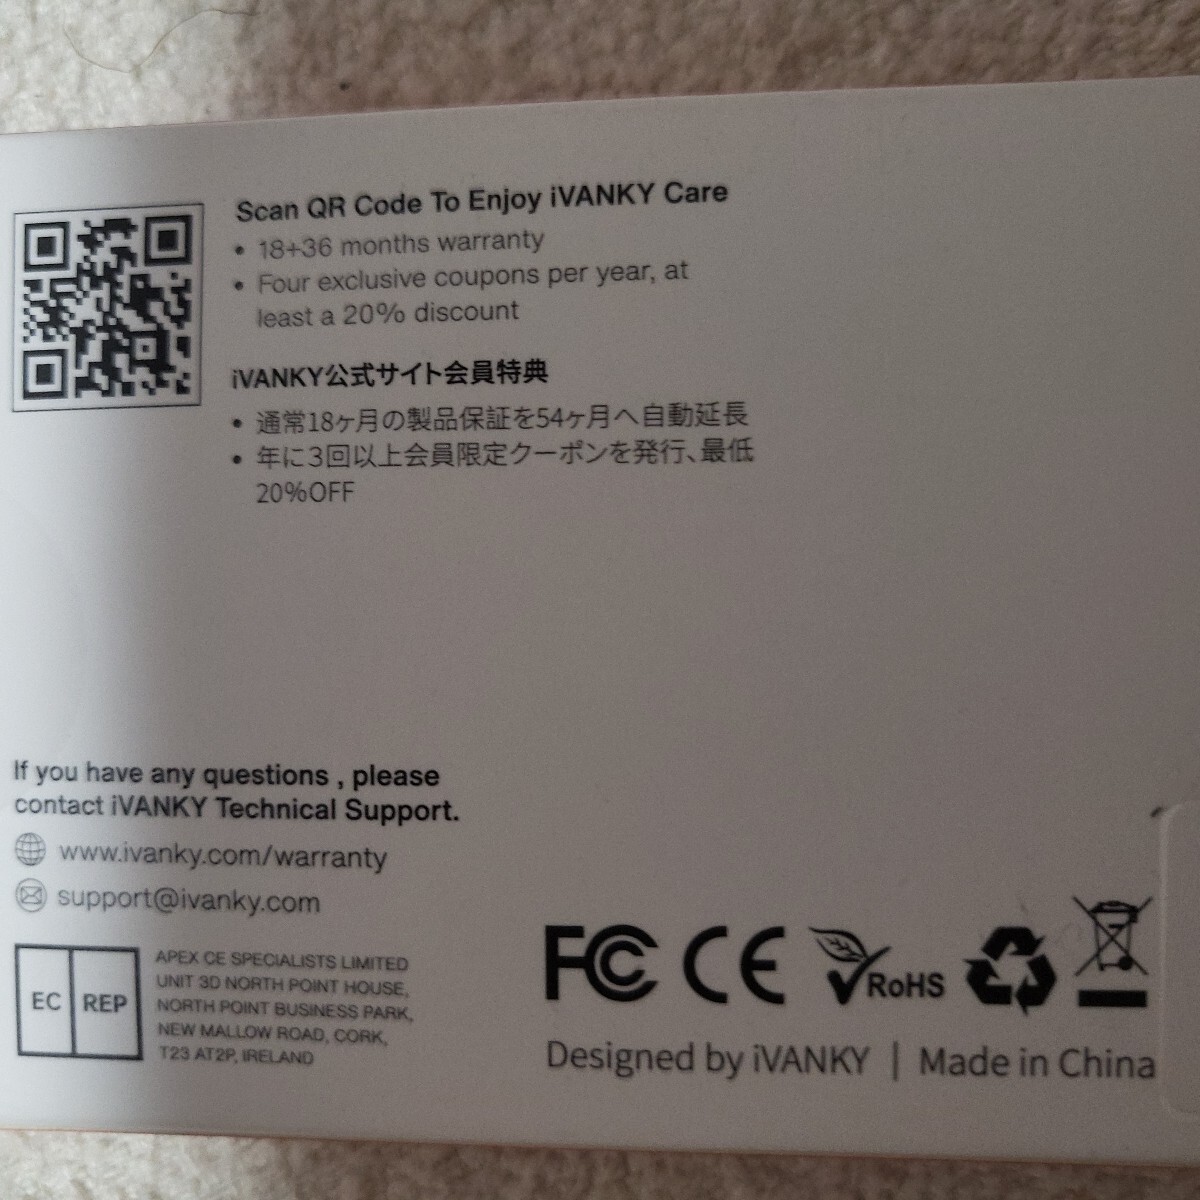 Scan QR Code To Enjoy iVANKY Care
• 18+36 months warranty
• Four exclusive coupons per year, at
least a 20% discount
iVANKY公式サイト会員特典
• 通常18ヶ月の製品保証を54ヶ月へ自動延長
• 年に3回以上会員限定クーポンを発行、最低
20%OFF
If you have any questions , please
contact iVANKY Technical Support.
www.ivanky.com/warranty
support@ivanky.com
EC REP
APEX CE SPECIALISTS LIMITED
UNIT 3D NORTH POINT HOUSE,
NORTH POINT BUSINESS PARK,
NEW MALLOW ROAD, CORK,
T23 AT2P, IRELAND
FC CE RoHS
Designed by iVANKY | Made in China